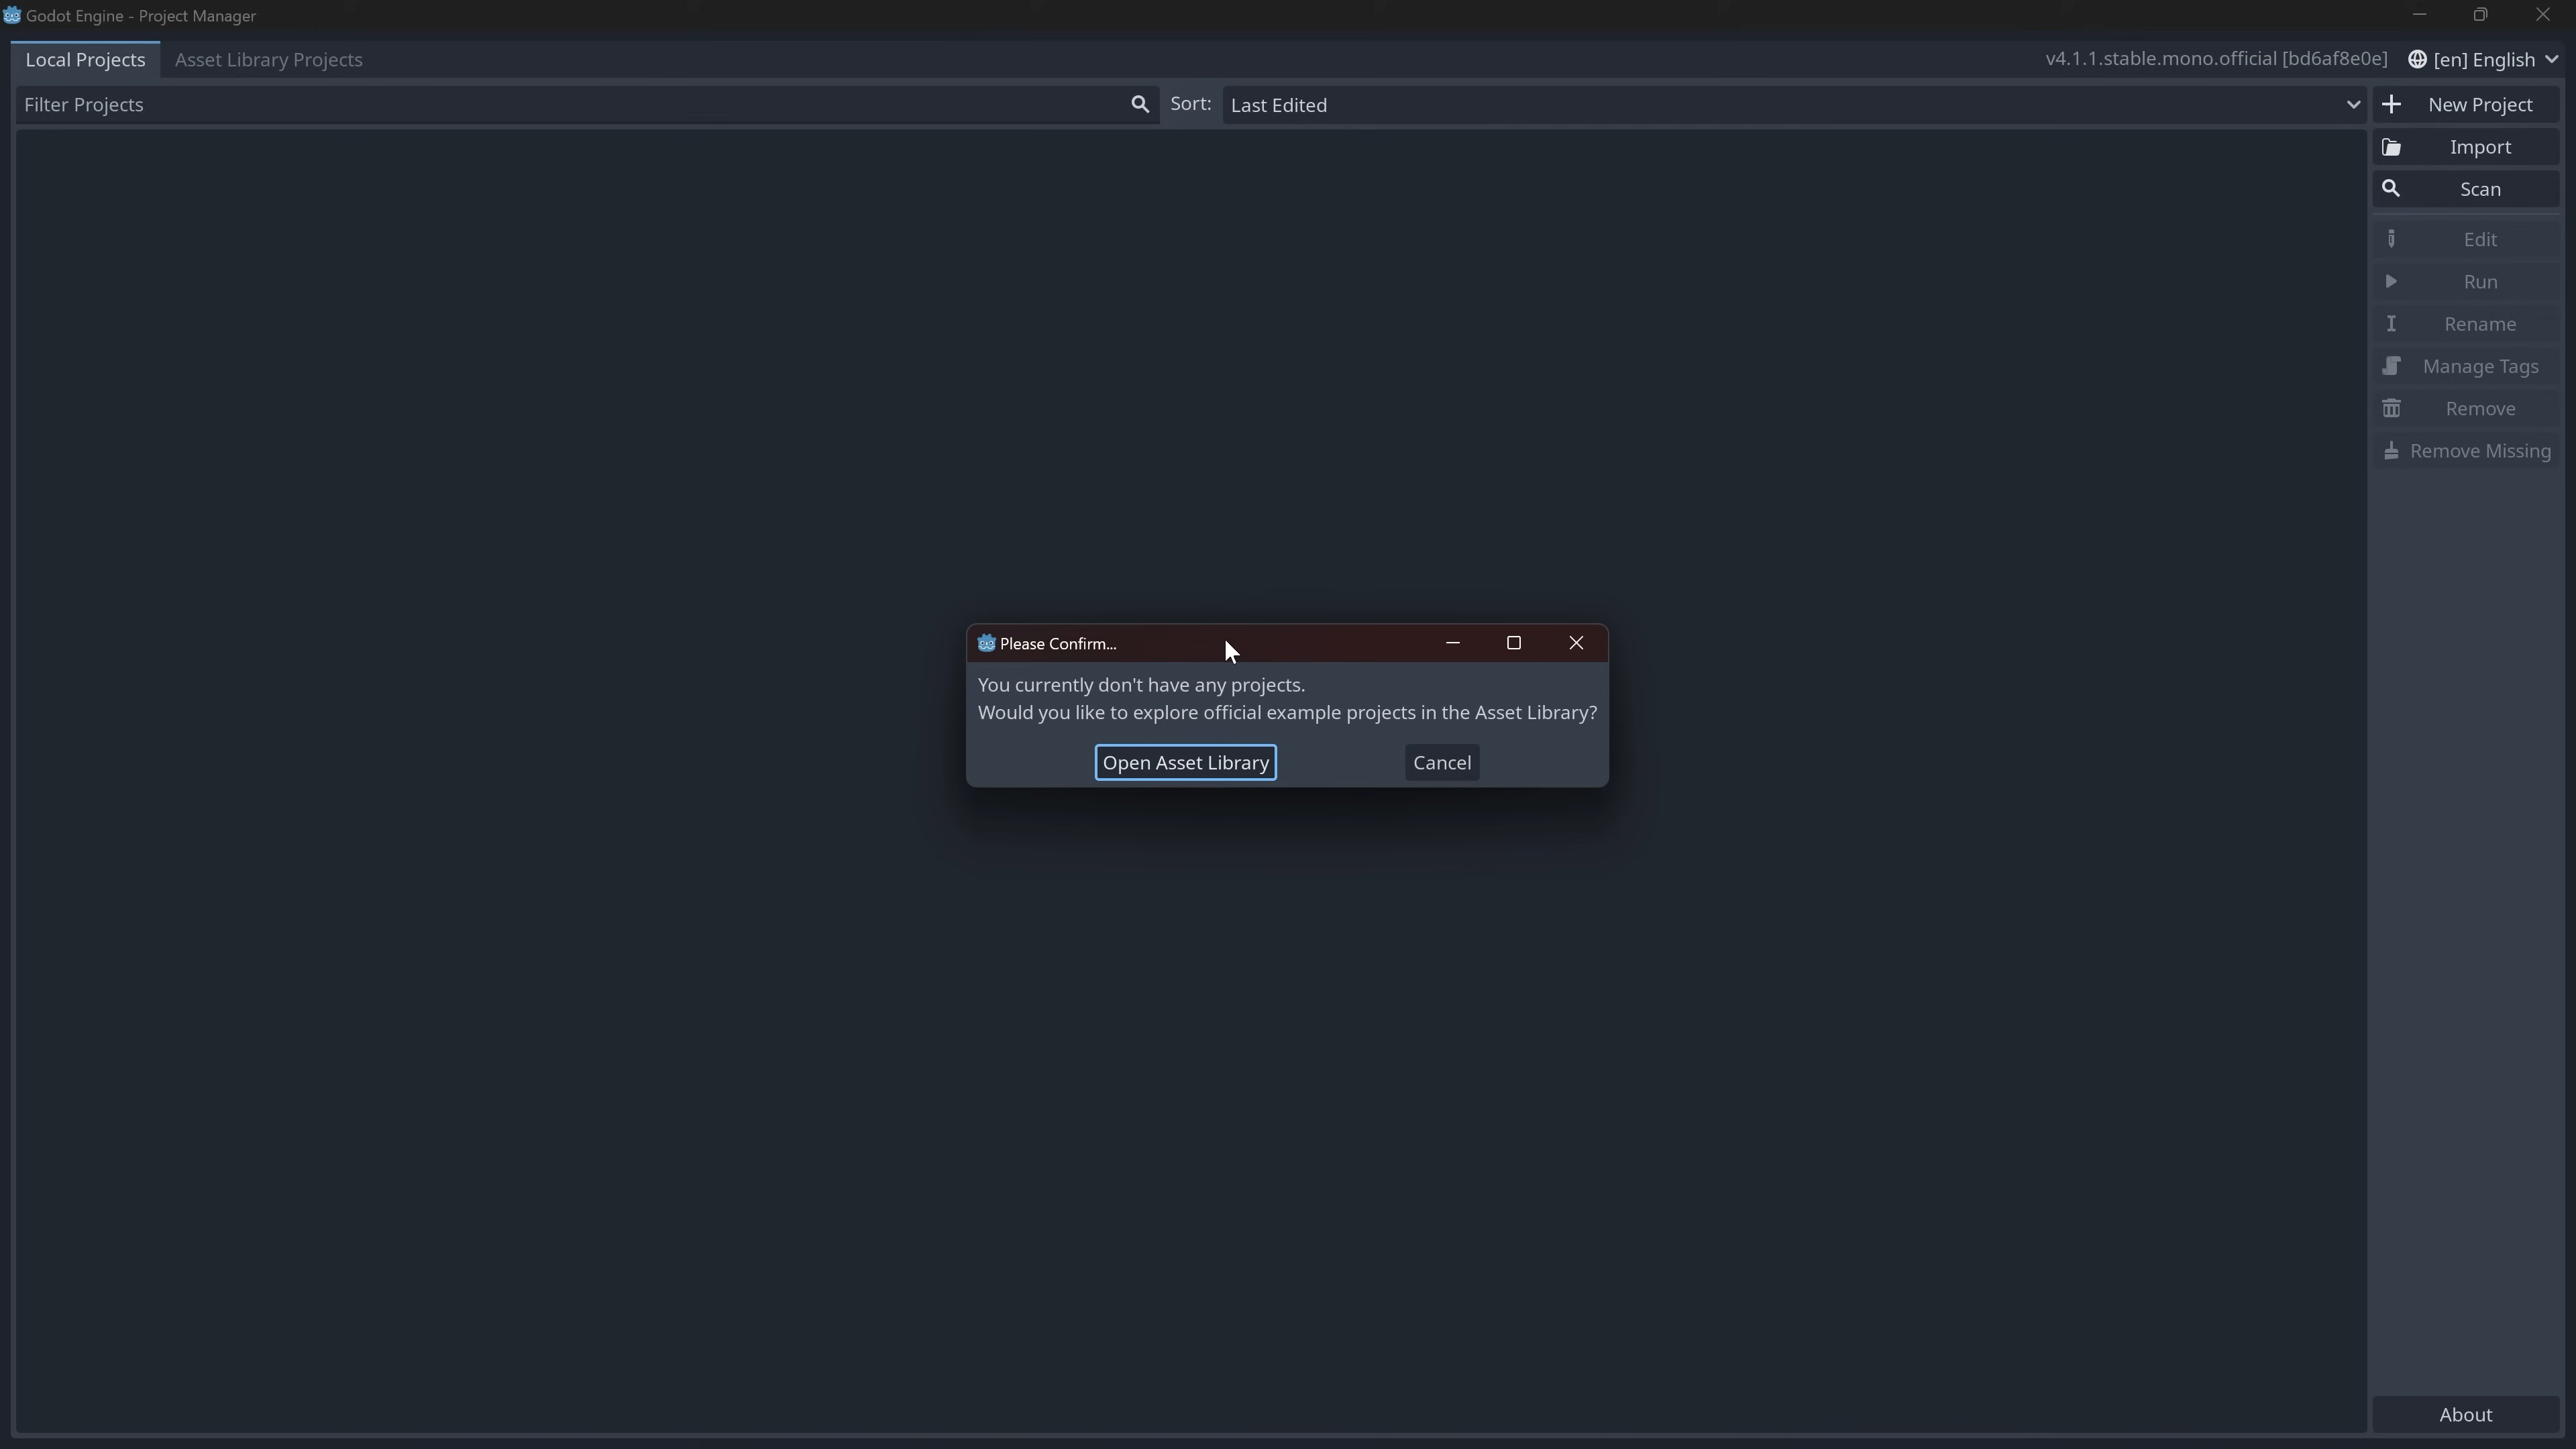 Godot Engine - Project Manager
Local Projects
Asset Library Projects
v4.1.1.stable.mono.official [bd6af8e0e]
[en] English
Filter Projects
Sort:
Last Edited
New Project
Import
Scan
Edit
Run
Rename
Manage Tags
Remove
Remove Missing
Please Confirm...
You currently don't have any projects.
Would you like to explore official example projects in the Asset Library?
Open Asset Library
Cancel
About